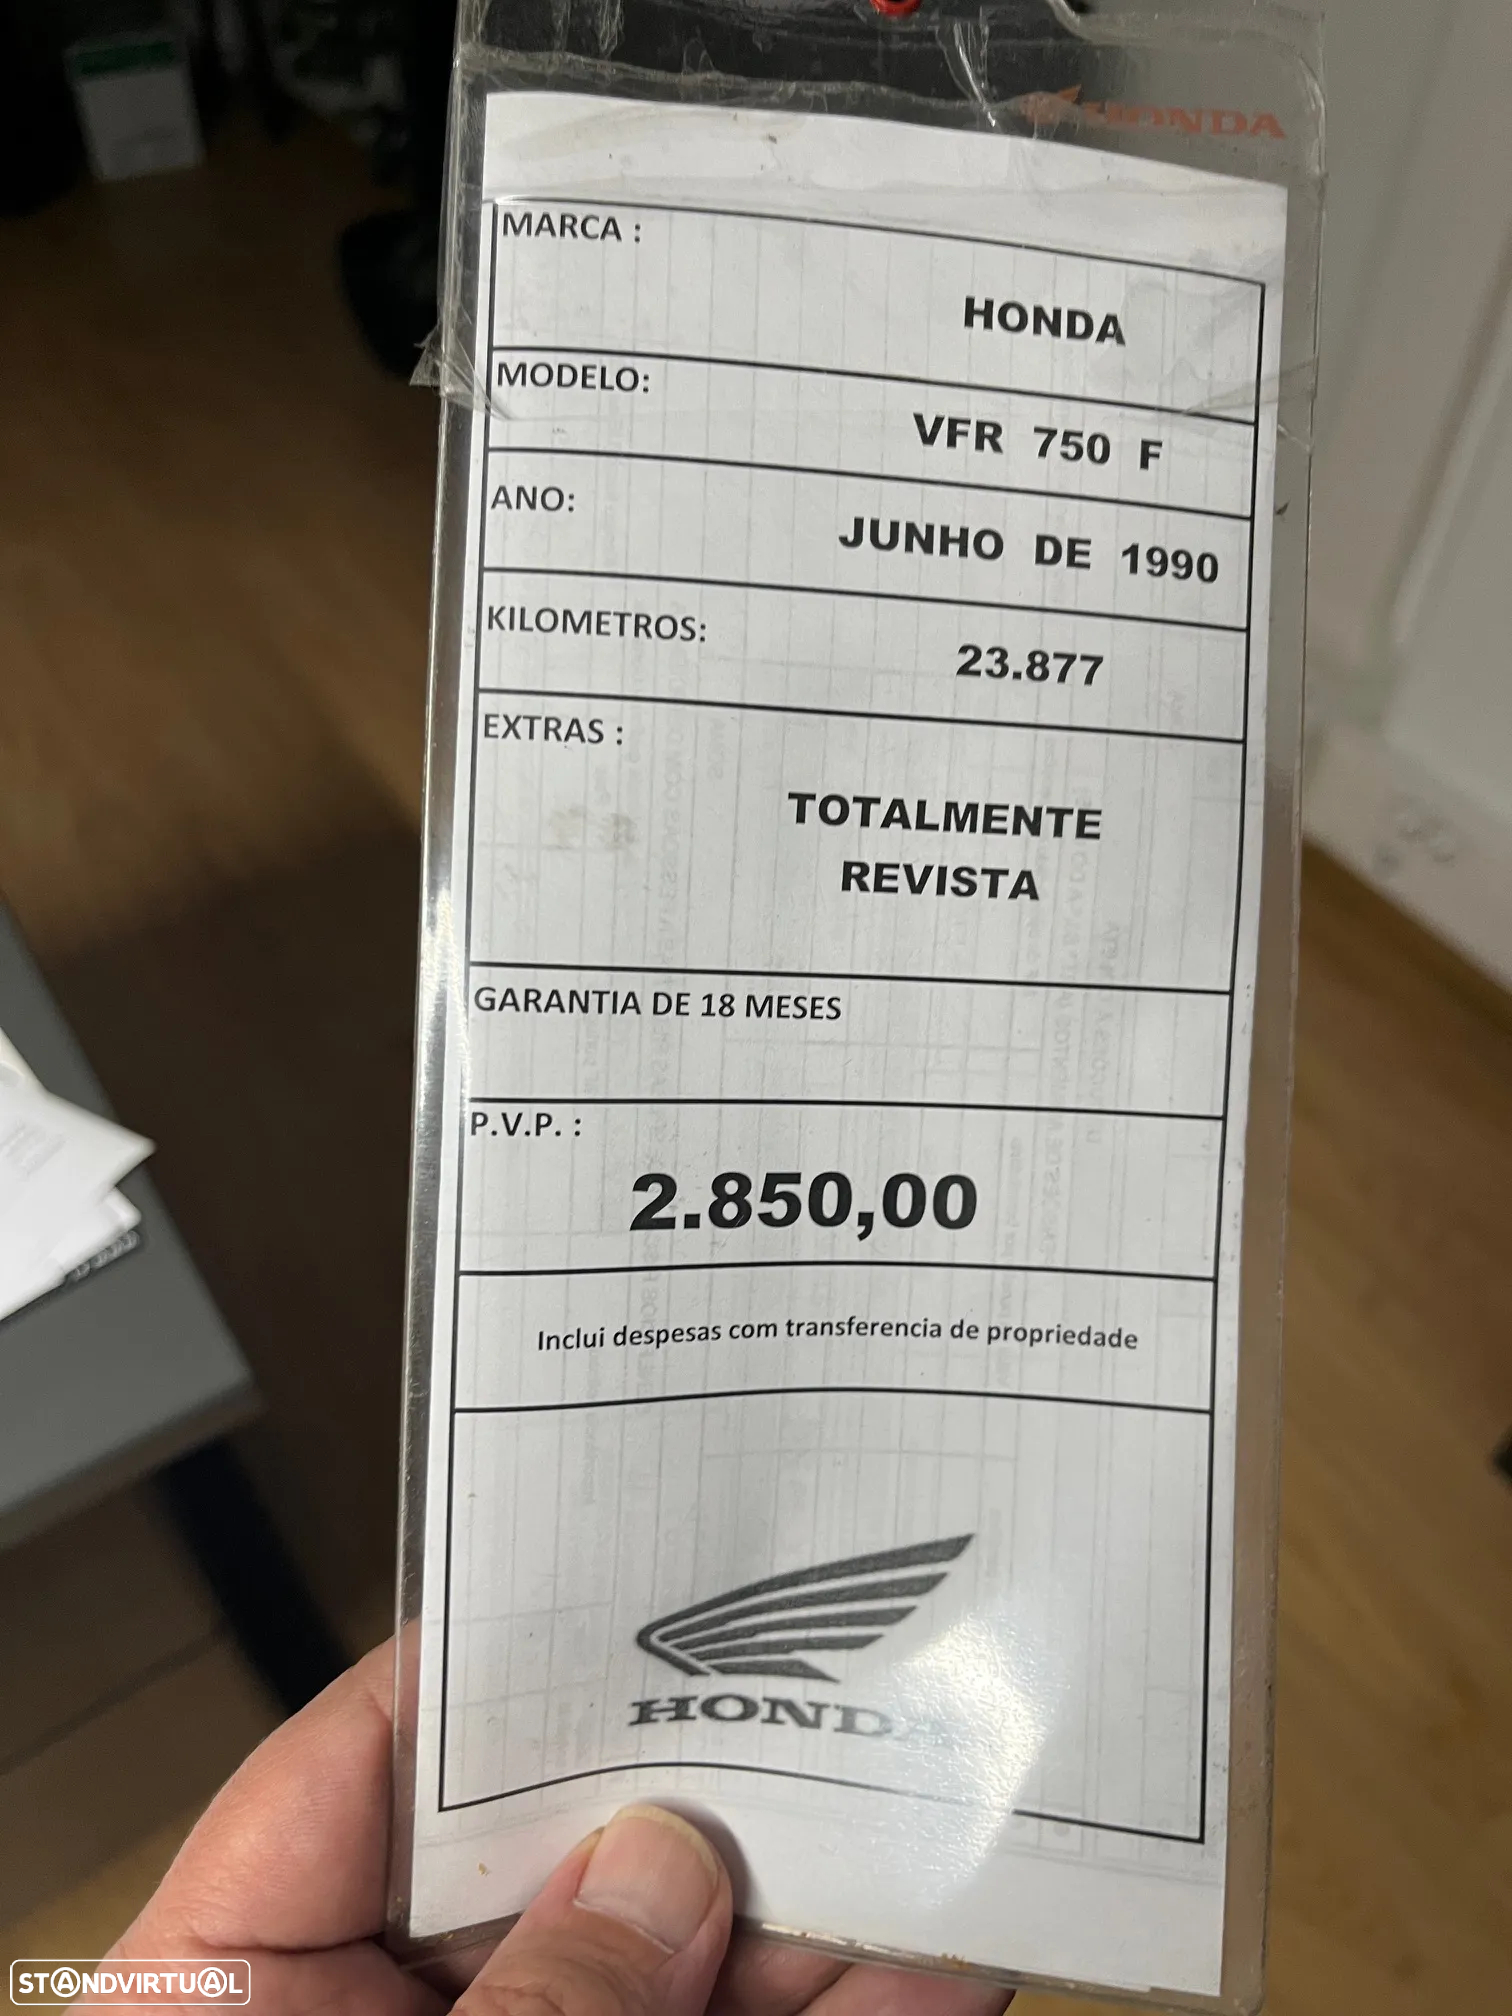 HONDA
MARCA :
HONDA
MODELO:
VFR 750 F
ANO:
JUNHO DE 1990
KILOMETROS:
23.877
EXTRAS :
TOTALMENTE
REVISTA
GARANTIA DE 18 MESES
P.V.P. :
2.850,00
Inclui despesas com transferencia de propriedade
HONDA
STANDVIRTUAL